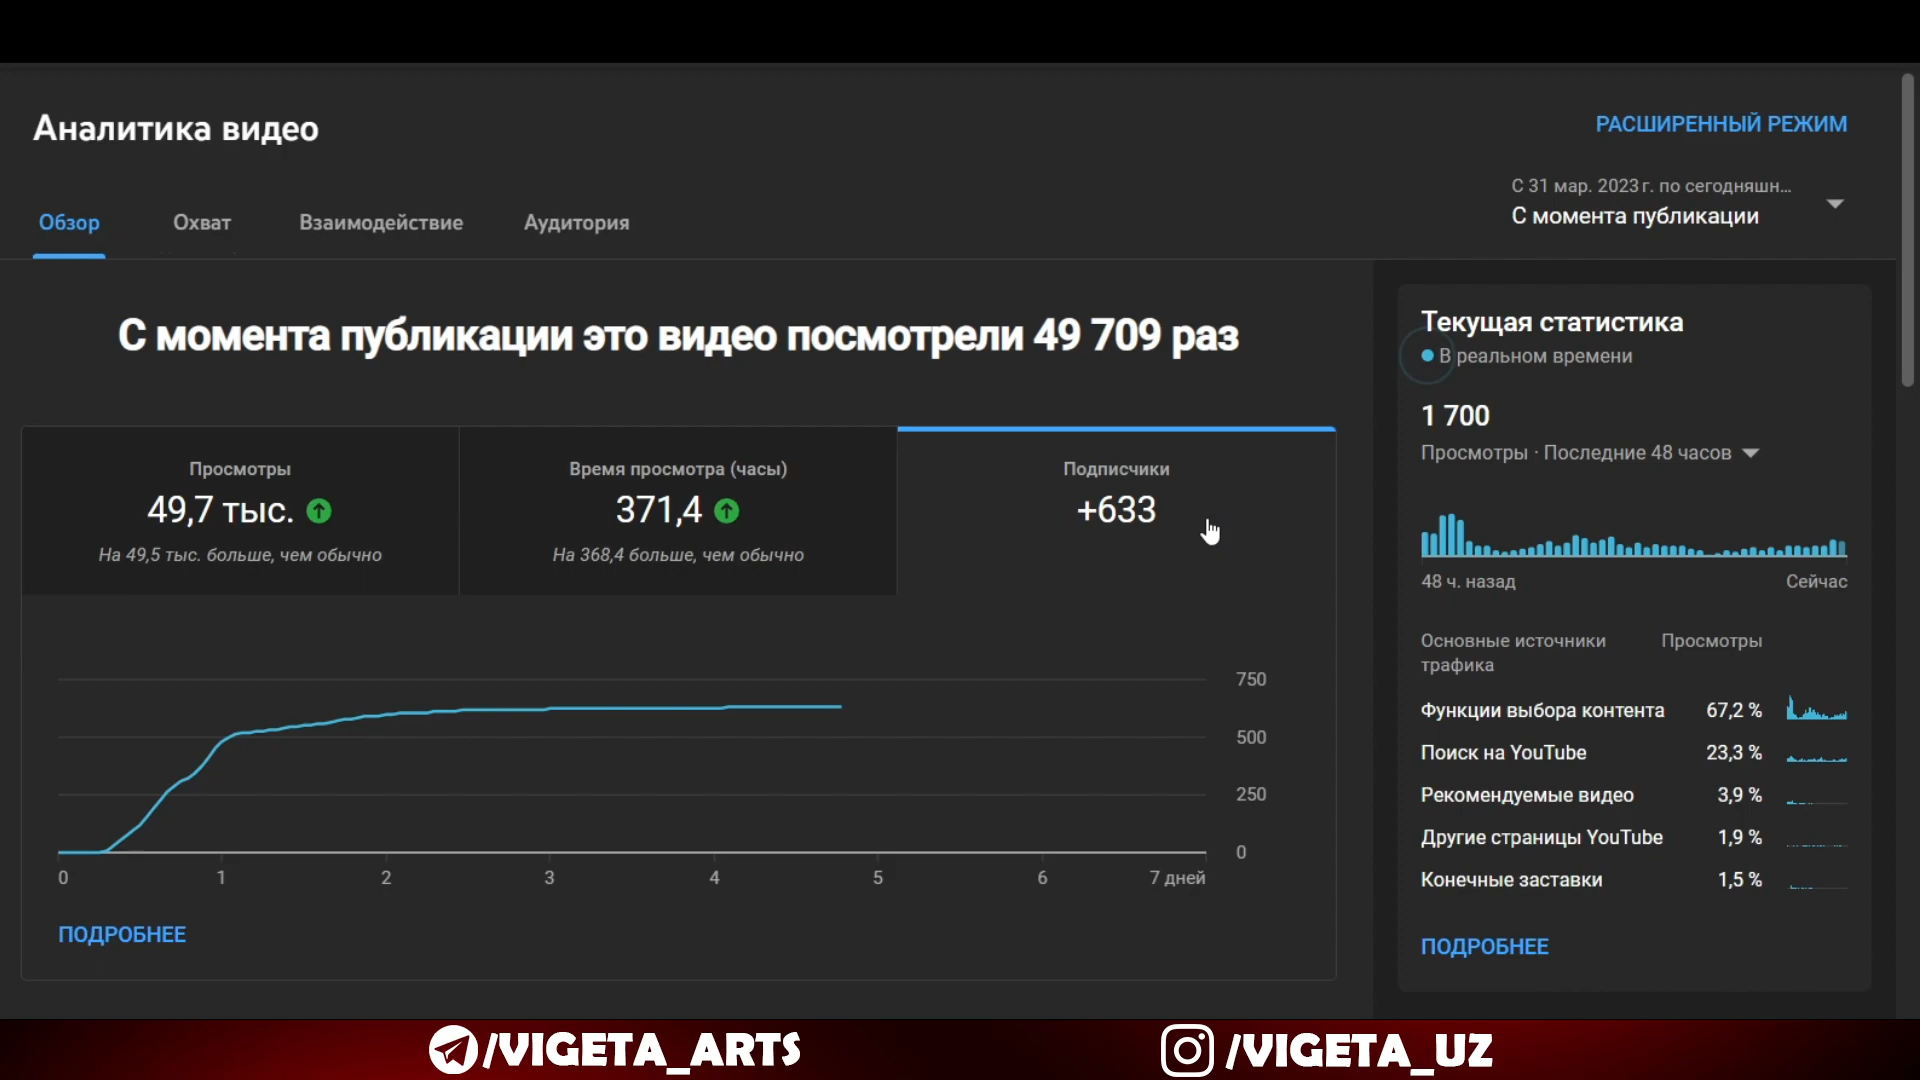 Аналитика видео
РАСШИРЕННЫЙ РЕЖИМ
С 31 мар. 2023 г. по сегодняшн...
С момента публикации
Обзор
Охват
Взаимодействие
Аудитория
С момента публикации это видео посмотрели 49 709 раз
Просмотры
49,7 тыс.
На 49,5 тыс. больше, чем обычно
Время просмотра (часы)
371,4
На 368,4 больше, чем обычно
Подписчики
+633
750
500
250
0
0 1 2 3 4 5 6 7 дней
ПОДРОБНЕЕ
Текущая статистика
В реальном времени
1 700
Просмотры · Последние 48 часов
48 ч. назад
Сейчас
Основные источники трафика
Просмотры
Функции выбора контента 67,2 %
Поиск на YouTube 23,3 %
Рекомендуемые видео 3,9 %
Другие страницы YouTube 1,9 %
Конечные заставки 1,5 %
ПОДРОБНЕЕ
/VIGETA_ARTS
/VIGETA_UZ